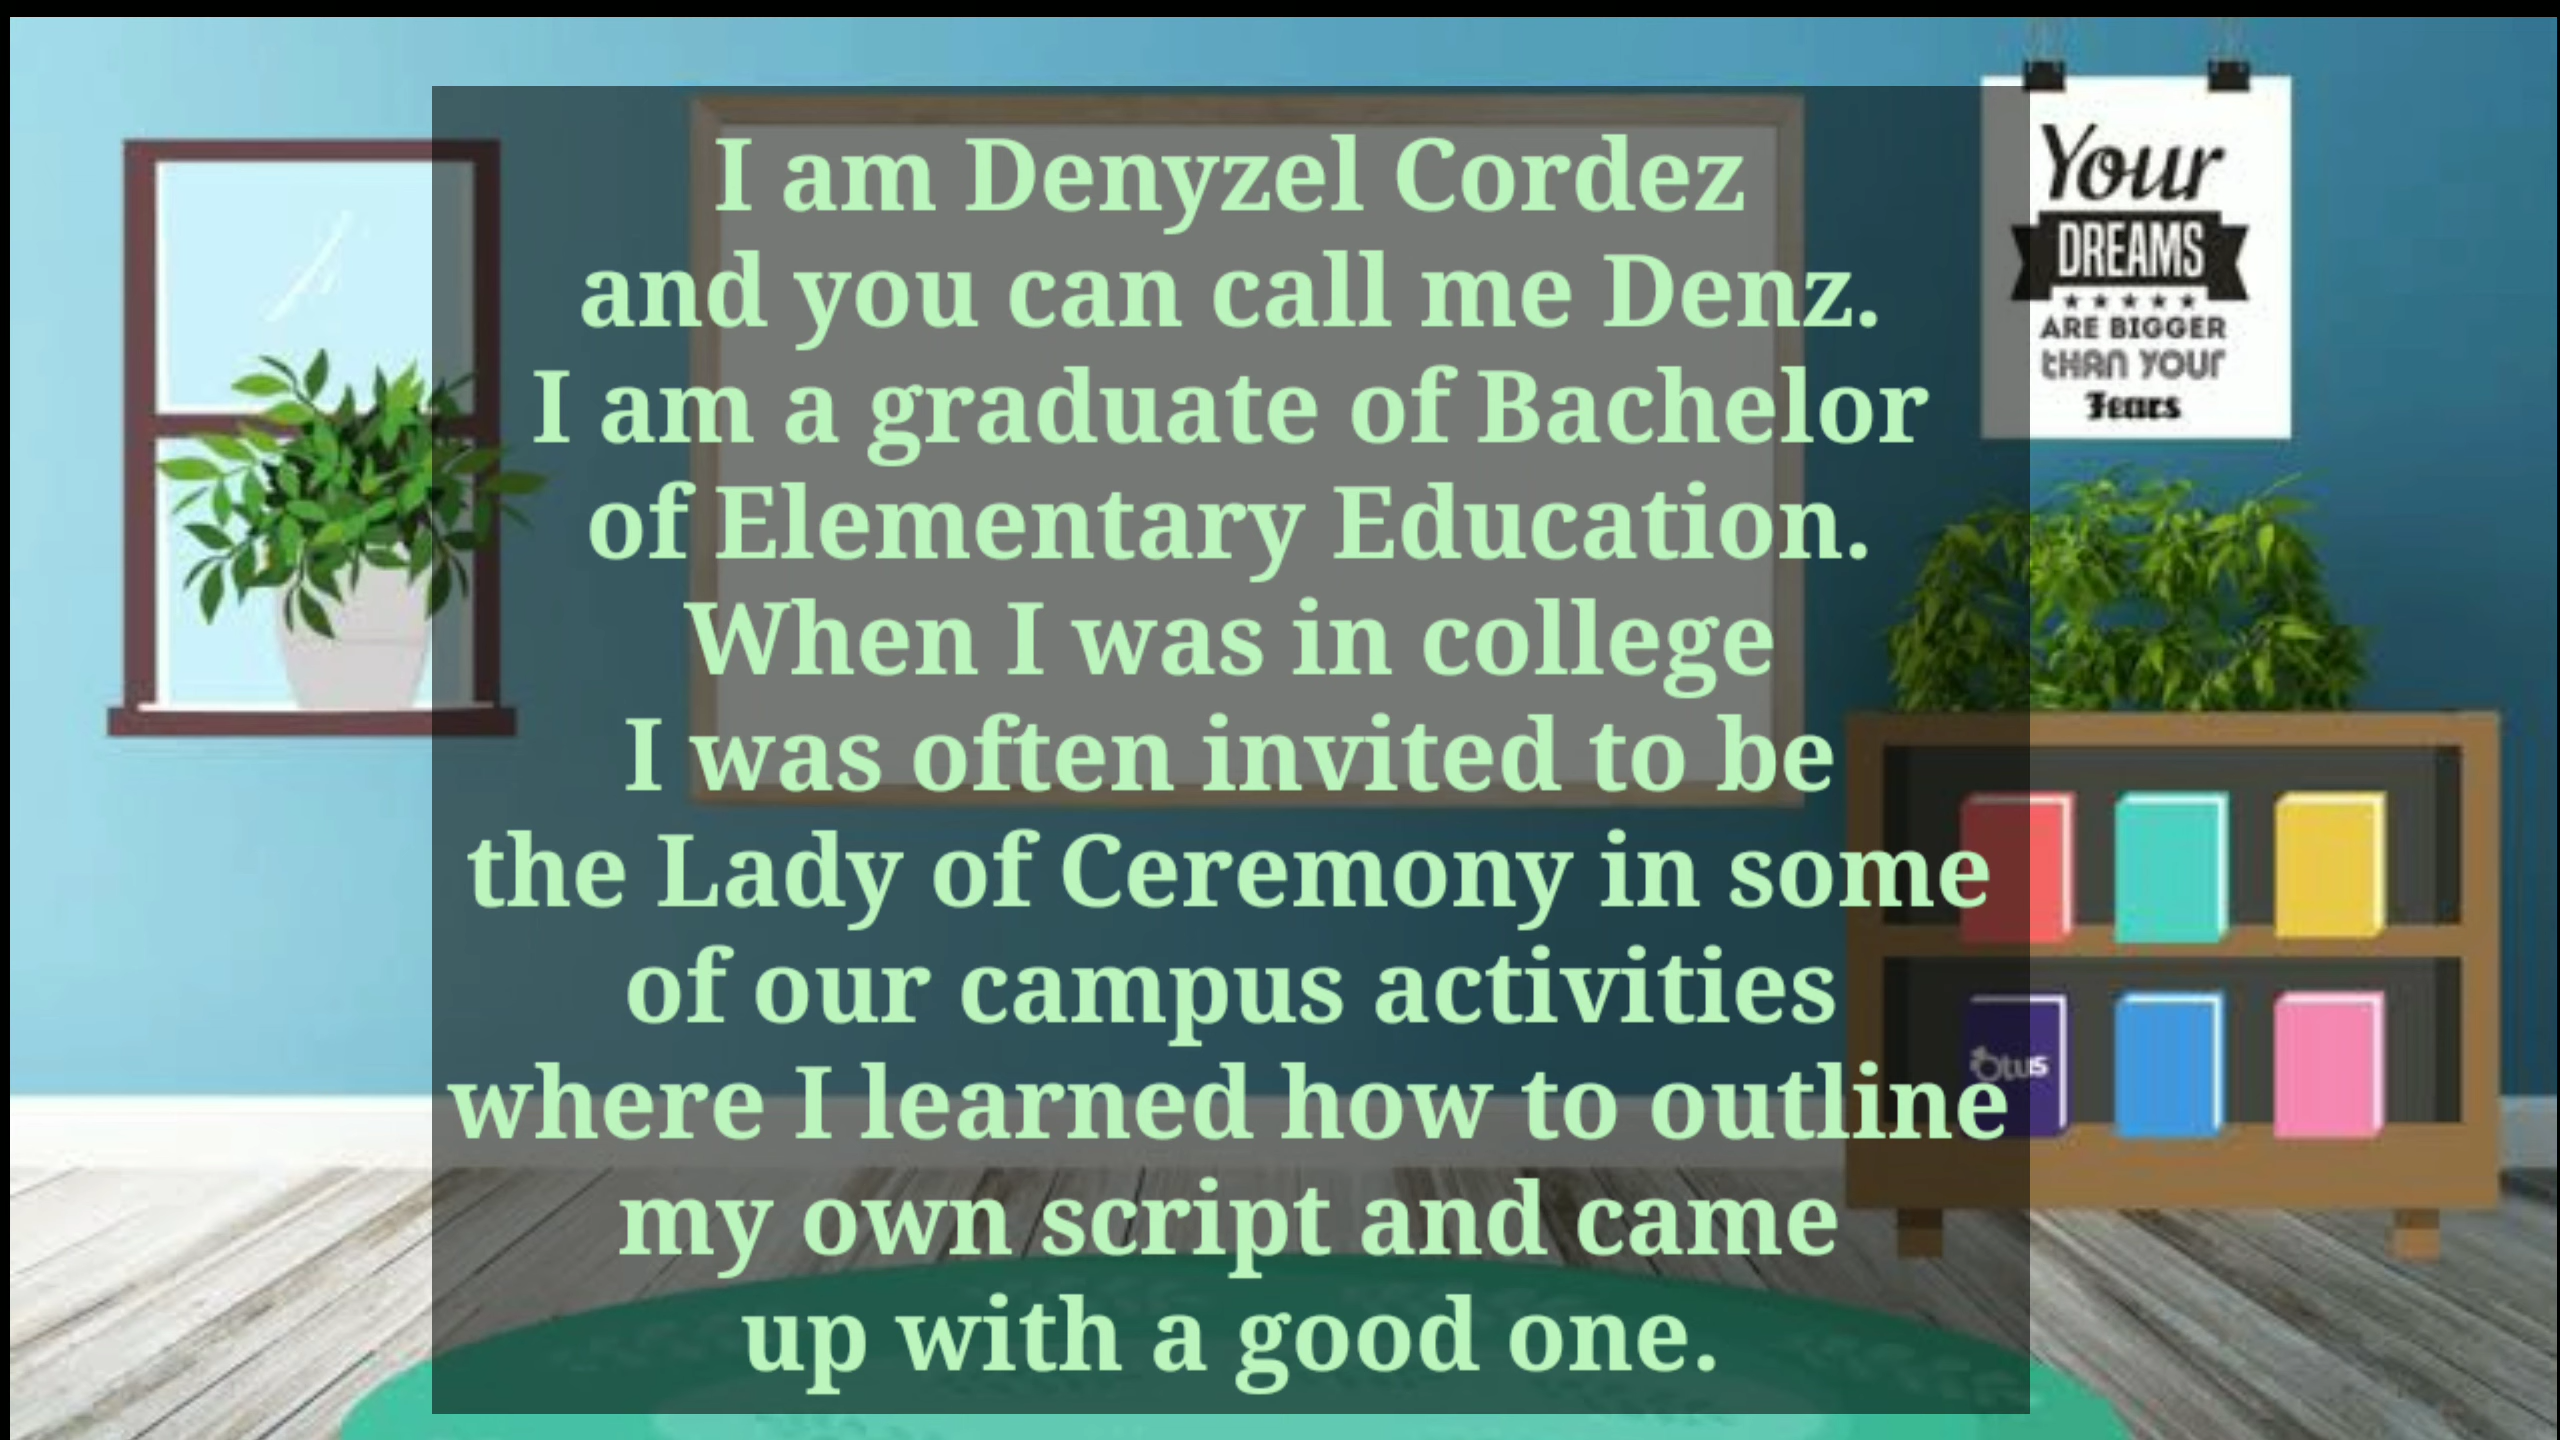 I am Denyzel Cordez
and you can call me Denz.
I am a graduate of Bachelor
of Elementary Education.
When I was in college
I was often invited to be
the Lady of Ceremony in some
of our campus activities
where I learned how to outline
my own script and came
up with a good one.
Your
DREAMS
ARE BIGGER
tHAn YOUr
Fears
Otus